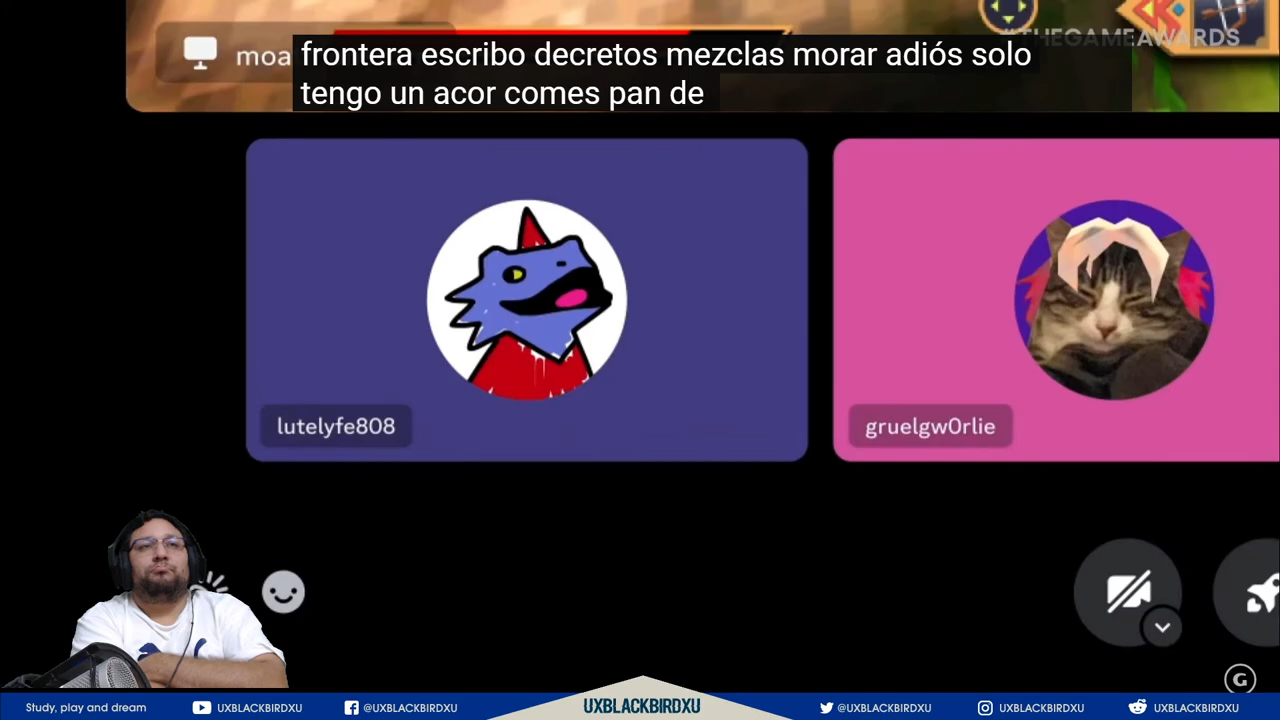 moa
#THEGAMEAWARDS
frontera escribo decretos mezclas morar adiós solo
tengo un acor comes pan de
lutelyfe808
gruelgw0rlie
G
Study, play and dream
UXBLACKBIRDXU
@UXBLACKBIRDXU
UXBLACKBIRDXU
@UXBLACKBIRDXU
UXBLACKBIRDXU
UXBLACKBIRDXU